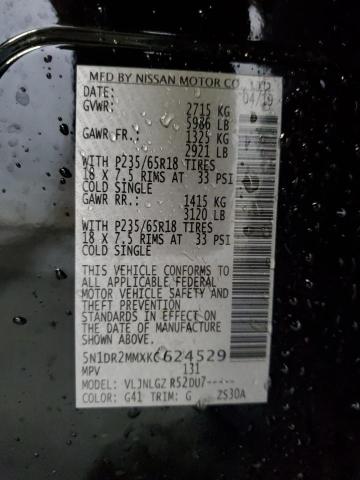 MFD BY NISSAN MOTOR CO., LTD
DATE: 04/19
GVWR: 2715 KG
5986 LB
GAWR FR.: 1325 KG
2921 LB
WITH P235/65R18 TIRES
18 X 7.5 RIMS AT 33 PSI
COLD SINGLE
GAWR RR.: 1415 KG
3120 LB
WITH P235/65R18 TIRES
18 X 7.5 RIMS AT 33 PSI
COLD SINGLE
THIS VEHICLE CONFORMS TO
ALL APPLICABLE FEDERAL
MOTOR VEHICLE SAFETY AND
THEFT PREVENTION
STANDARDS IN EFFECT ON
THE DATE OF MANUFACTURE
SHOWN ABOVE.
5N1DR2MMXKC624529
MPV 131
MODEL: VLJNLGZ R52DU7-----
COLOR: G41 TRIM: G ZS30A